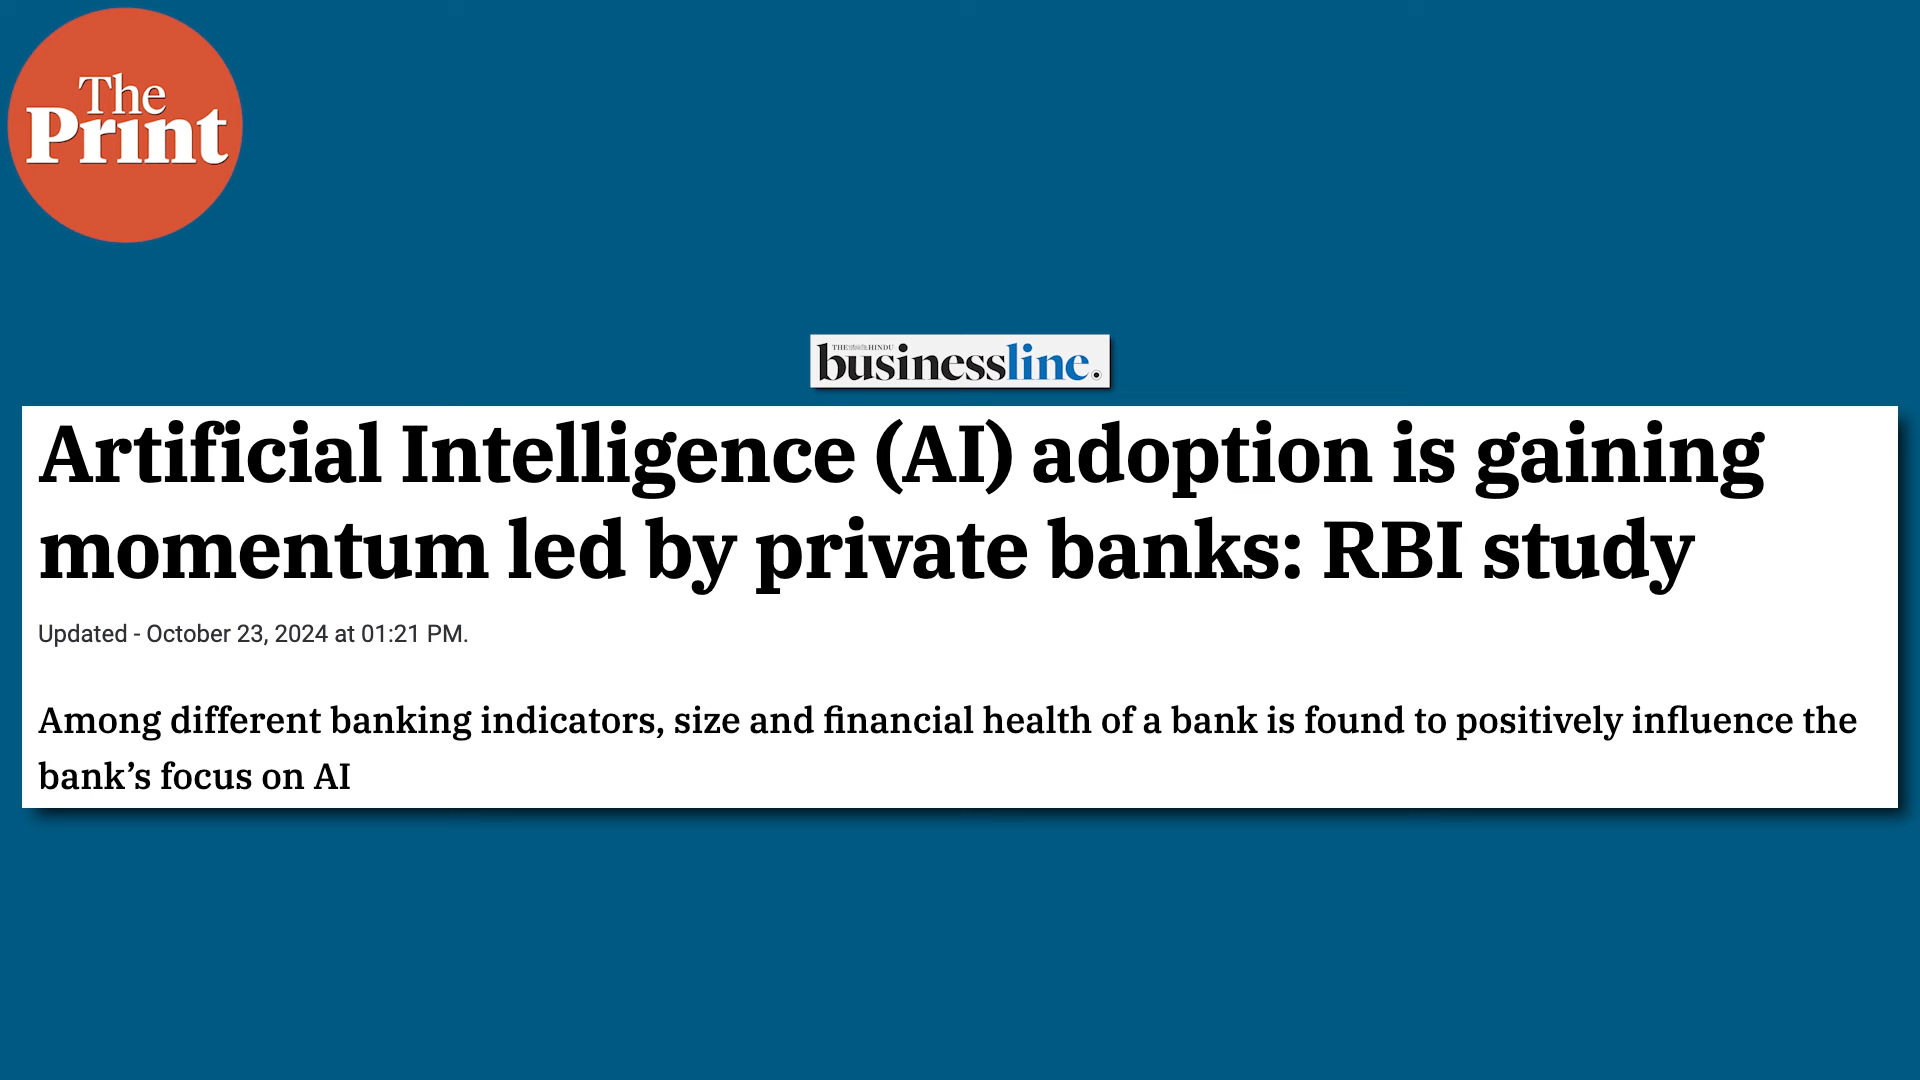 The
Print
THE HINDU
businessline.
Artificial Intelligence (AI) adoption is gaining
momentum led by private banks: RBI study
Updated - October 23, 2024 at 01:21 PM.
Among different banking indicators, size and financial health of a bank is found to positively influence the
bank’s focus on AI